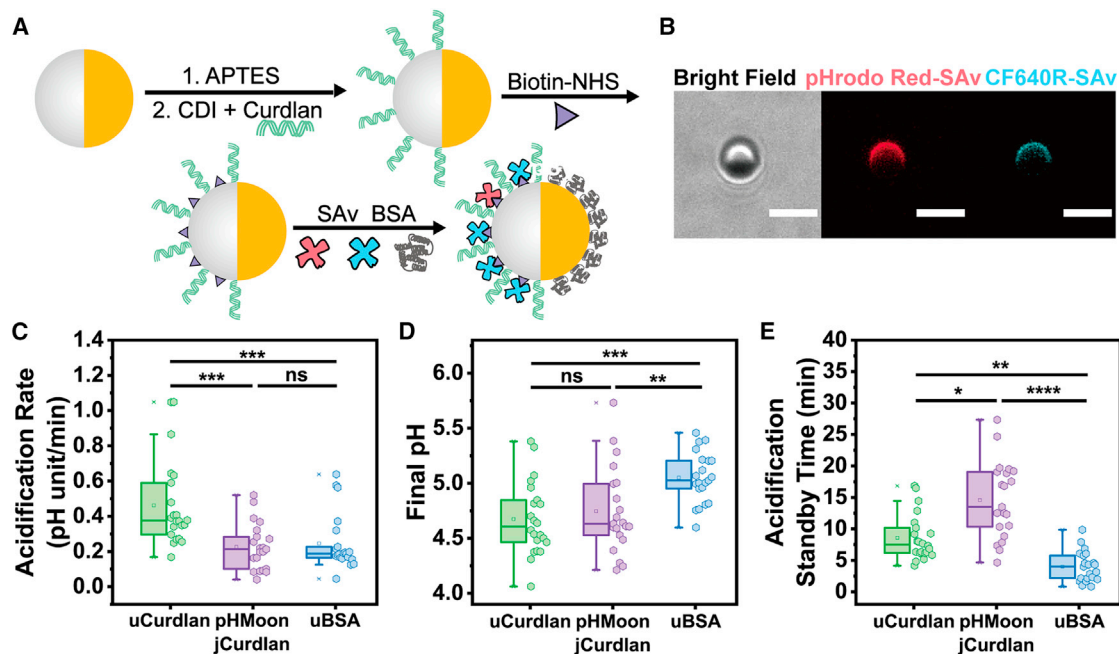 A
1. APTES
2. CDI + Curdlan
Biotin-NHS
SAv BSA
B
Bright Field pHrodo Red-SAv CF640R-SAv
C
Acidification Rate
(pH unit/min)
1.4
1.2
1.0
0.8
0.6
0.4
0.2
0.0
***
*** ns
uCurdlan pHMoon uBSA
jCurdlan
D
Final pH
6.0
5.5
5.0
4.5
4.0
***
ns **
uCurdlan pHMoon uBSA
jCurdlan
E
Acidification
Standby Time (min)
40
35
30
25
20
15
10
5
0
**
* ****
uCurdlan pHMoon uBSA
jCurdlan